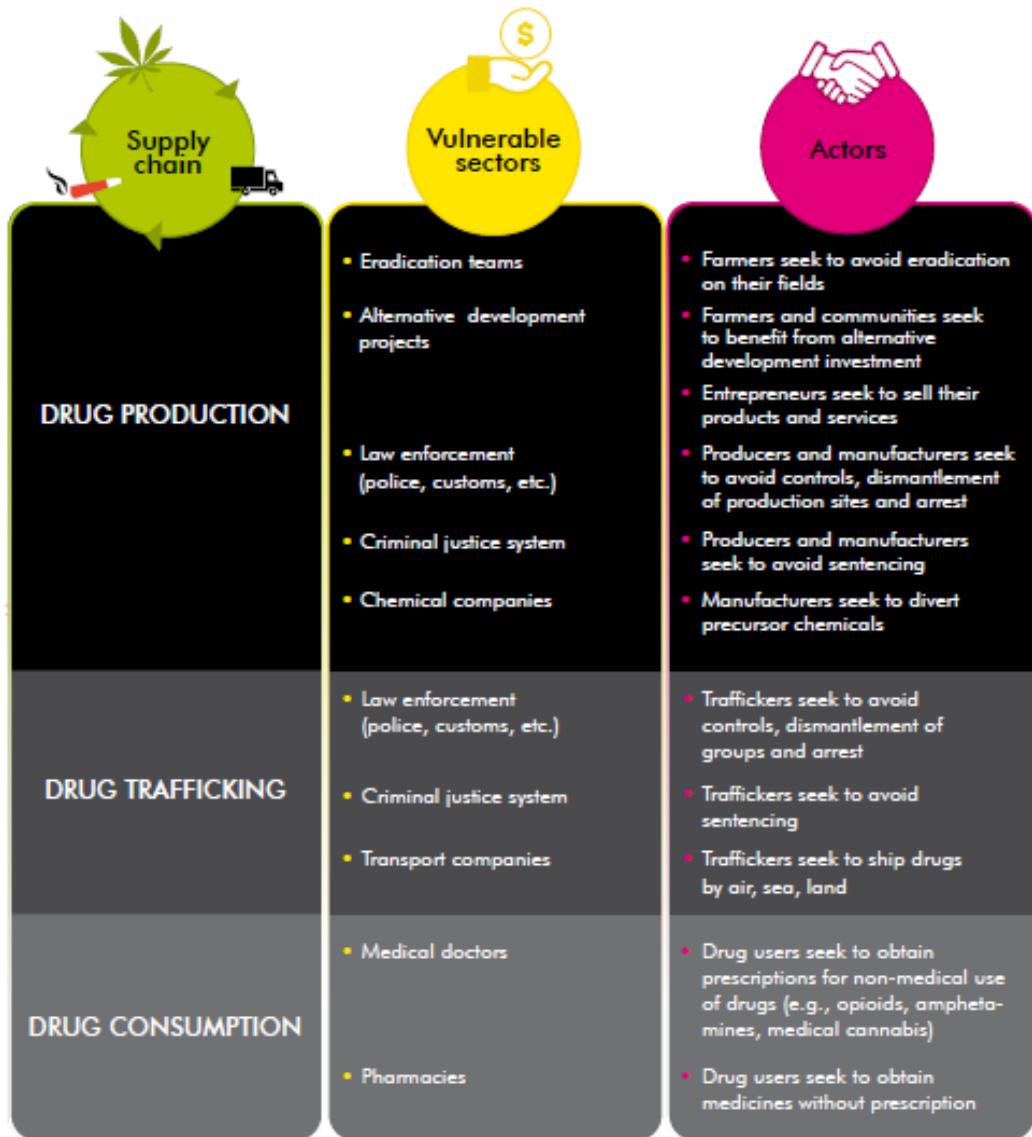 $
Supply
chain
Vulnerable
sectors
Actors
DRUG PRODUCTION
• Eradication teams
• Alternative development
projects
• Law enforcement
(police, customs, etc.)
• Criminal justice system
• Chemical companies
• Farmers seek to avoid eradication
on their fields
• Farmers and communities seek
to benefit from alternative
development investment
• Entrepreneurs seek to sell their
products and services
• Producers and manufacturers seek
to avoid controls, dismantlement
of production sites and arrest
• Producers and manufacturers
seek to avoid sentencing
• Manufacturers seek to divert
precursor chemicals
DRUG TRAFFICKING
• Law enforcement
(police, customs, etc.)
• Criminal justice system
• Transport companies
• Traffickers seek to avoid
controls, dismantlement of
groups and arrest
• Traffickers seek to avoid
sentencing
• Traffickers seek to ship drugs
by air, sea, land
DRUG CONSUMPTION
• Medical doctors
• Pharmacies
• Drug users seek to obtain
prescriptions for non-medical use
of drugs (e.g., opioids, ampheta-
mines, medical cannabis)
• Drug users seek to obtain
medicines without prescription